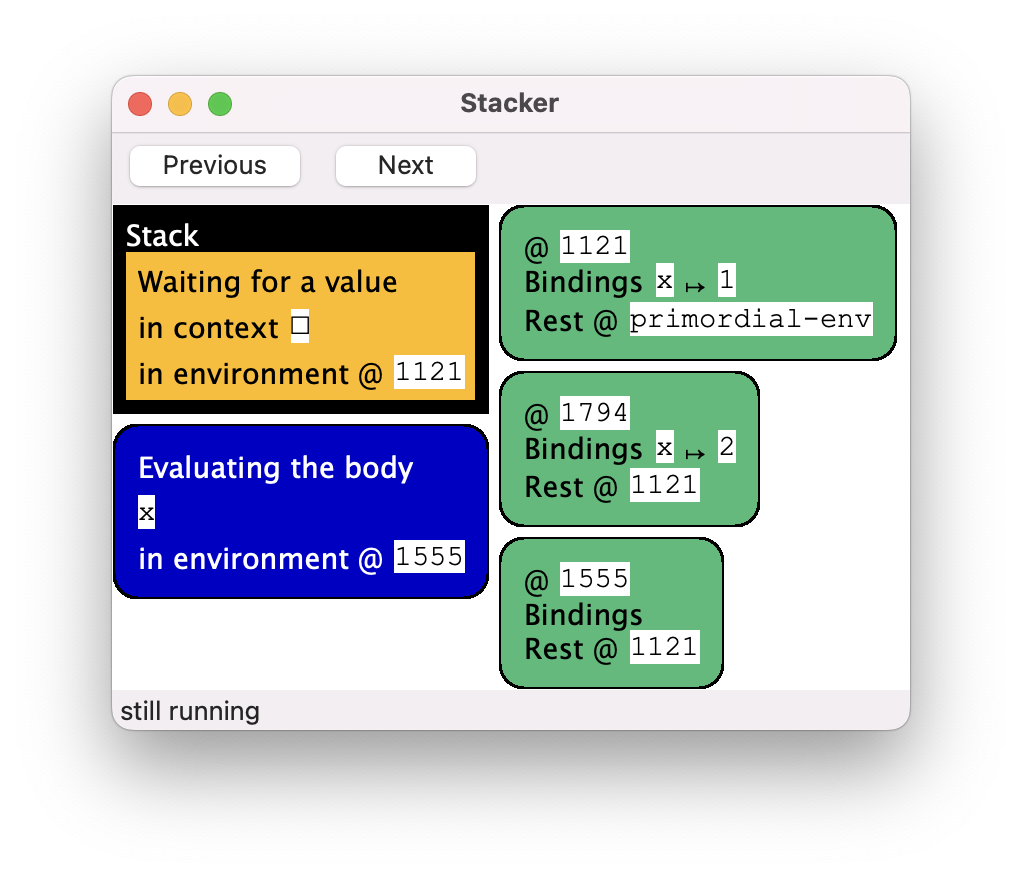 Stacker
Previous Next
Stack
Waiting for a value
in context □
in environment @ 1121
Evaluating the body
x
in environment @ 1555
@ 1121
Bindings x ↦ 1
Rest @ primordial-env
@ 1794
Bindings x ↦ 2
Rest @ 1121
@ 1555
Bindings
Rest @ 1121
still running